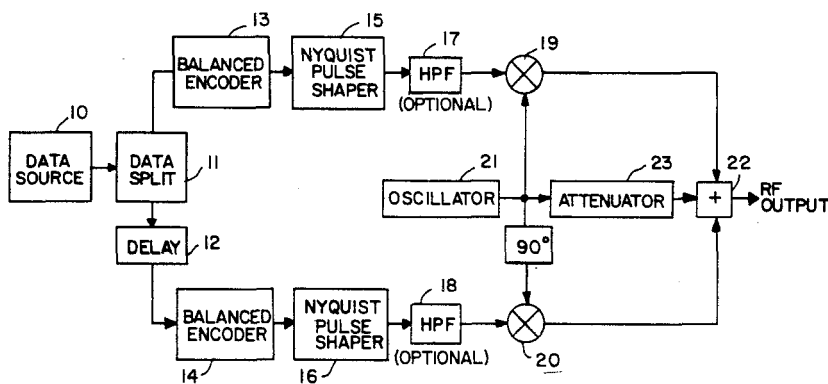 13
15
17
19
BALANCED
ENCODER
NYQUIST
PULSE
SHAPER
HPF
(OPTIONAL)
10
DATA
SOURCE
DATA
SPLIT
11
21
OSCILLATOR
23
ATTENUATOR
22
+
RF
OUTPUT
DELAY
12
90°
BALANCED
ENCODER
14
NYQUIST
PULSE
SHAPER
16
18
HPF
(OPTIONAL)
20